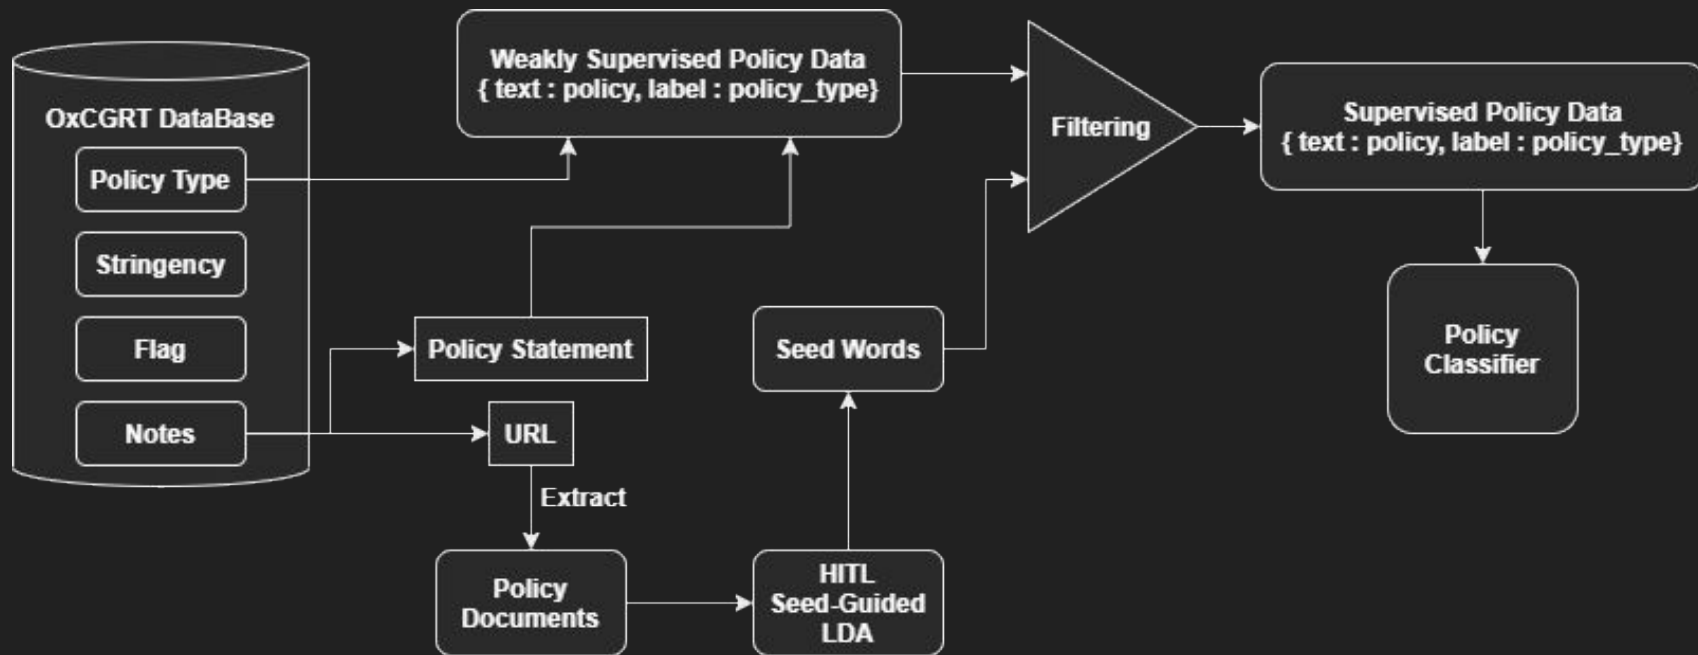 OxCGRT DataBase
Policy Type
Stringency
Flag
Notes
Weakly Supervised Policy Data
{ text : policy, label : policy_type}
Policy Statement
URL
Extract
Policy
Documents
HITL
Seed-Guided
LDA
Seed Words
Filtering
Supervised Policy Data
{ text : policy, label : policy_type}
Policy
Classifier